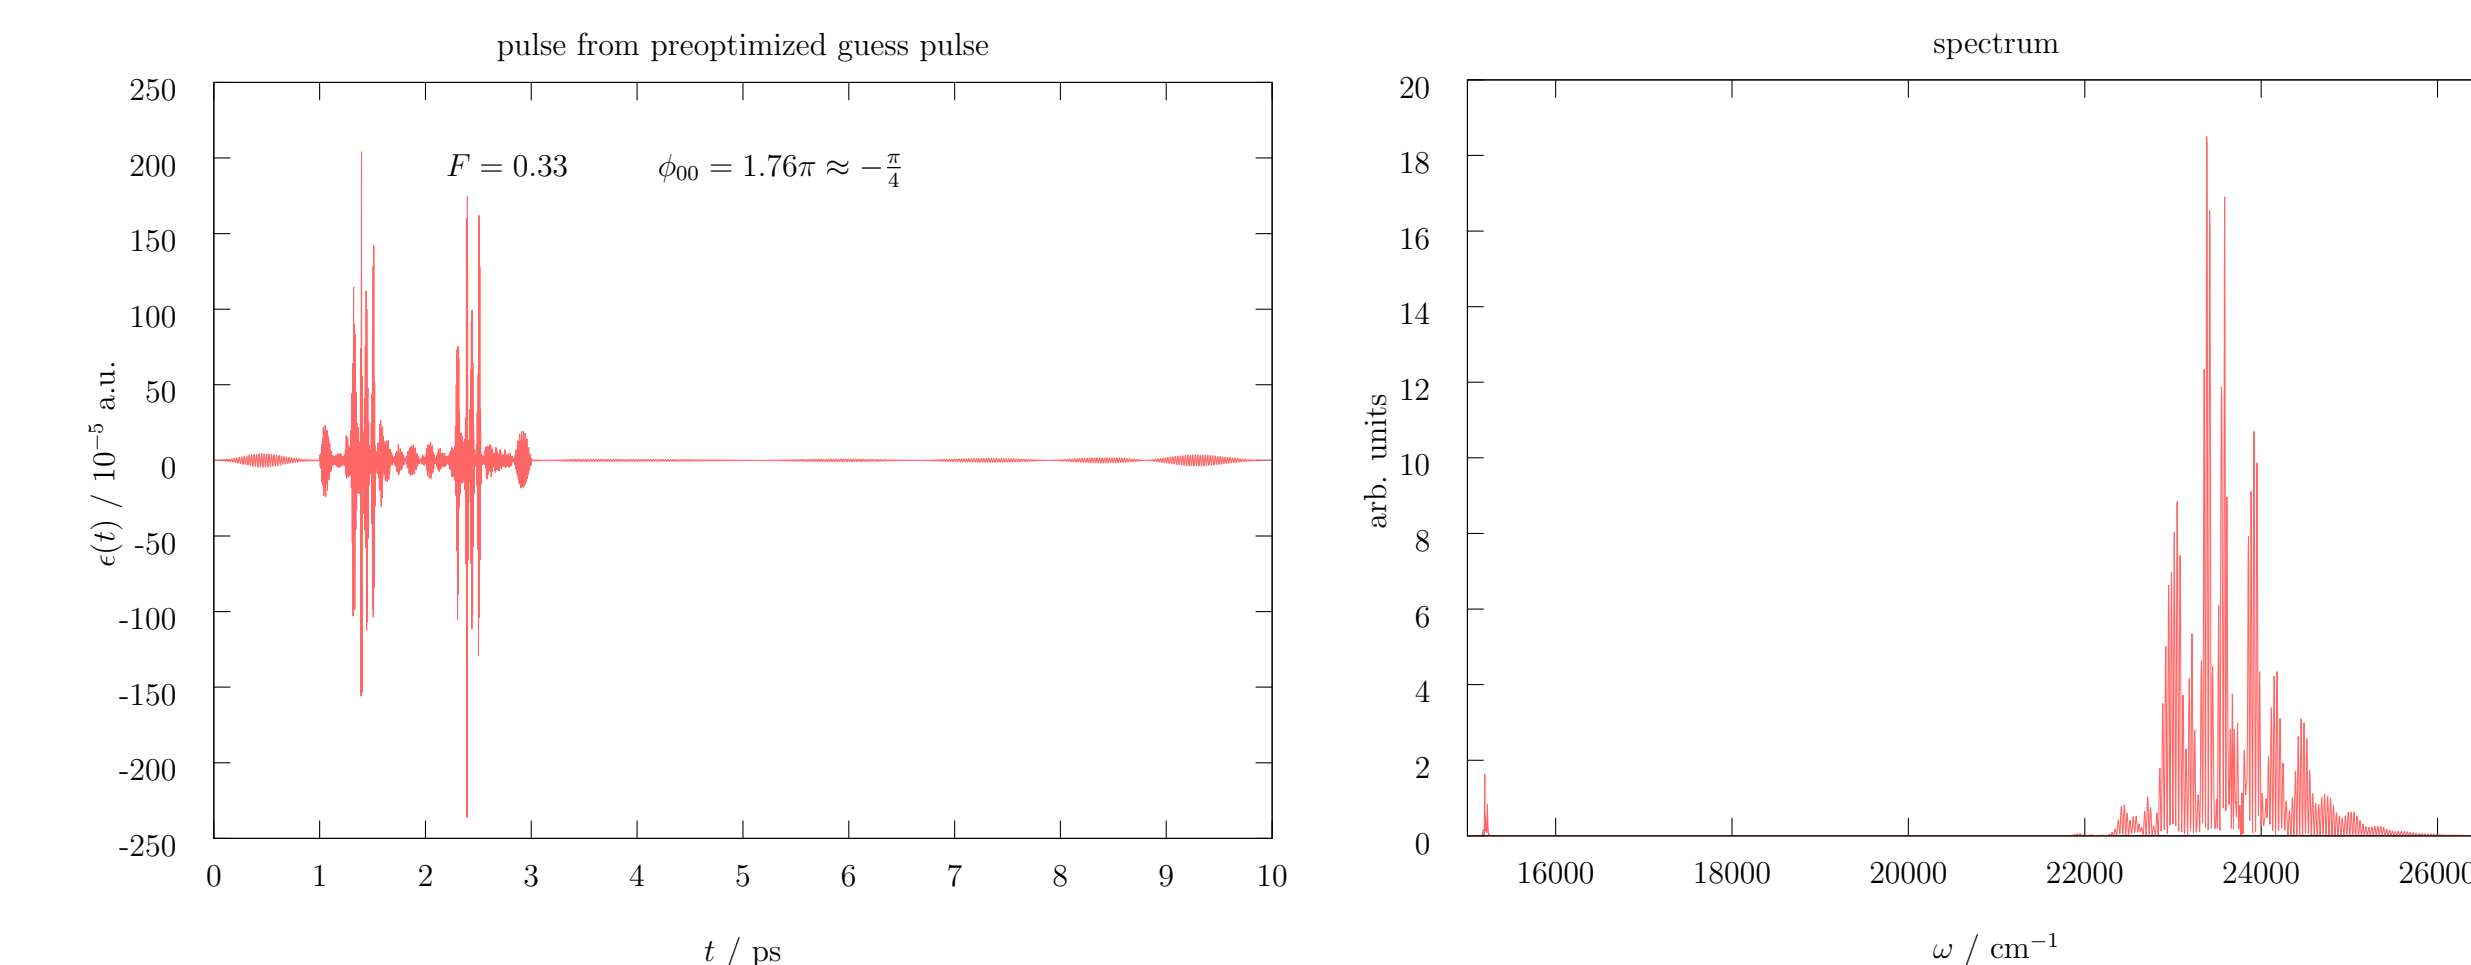 pulse from preoptimized guess pulse
250
200
150
100
50
0
-50
-100
-150
-200
-250
ϵ(t) / 10⁻⁵ a.u.
F = 0.33
ϕ₀₀ = 1.76π ≈ −π/4
0 1 2 3 4 5 6 7 8 9 10
t / ps
spectrum
20
18
16
14
12
10
8
6
4
2
0
arb. units
16000 18000 20000 22000 24000 2600
ω / cm⁻¹